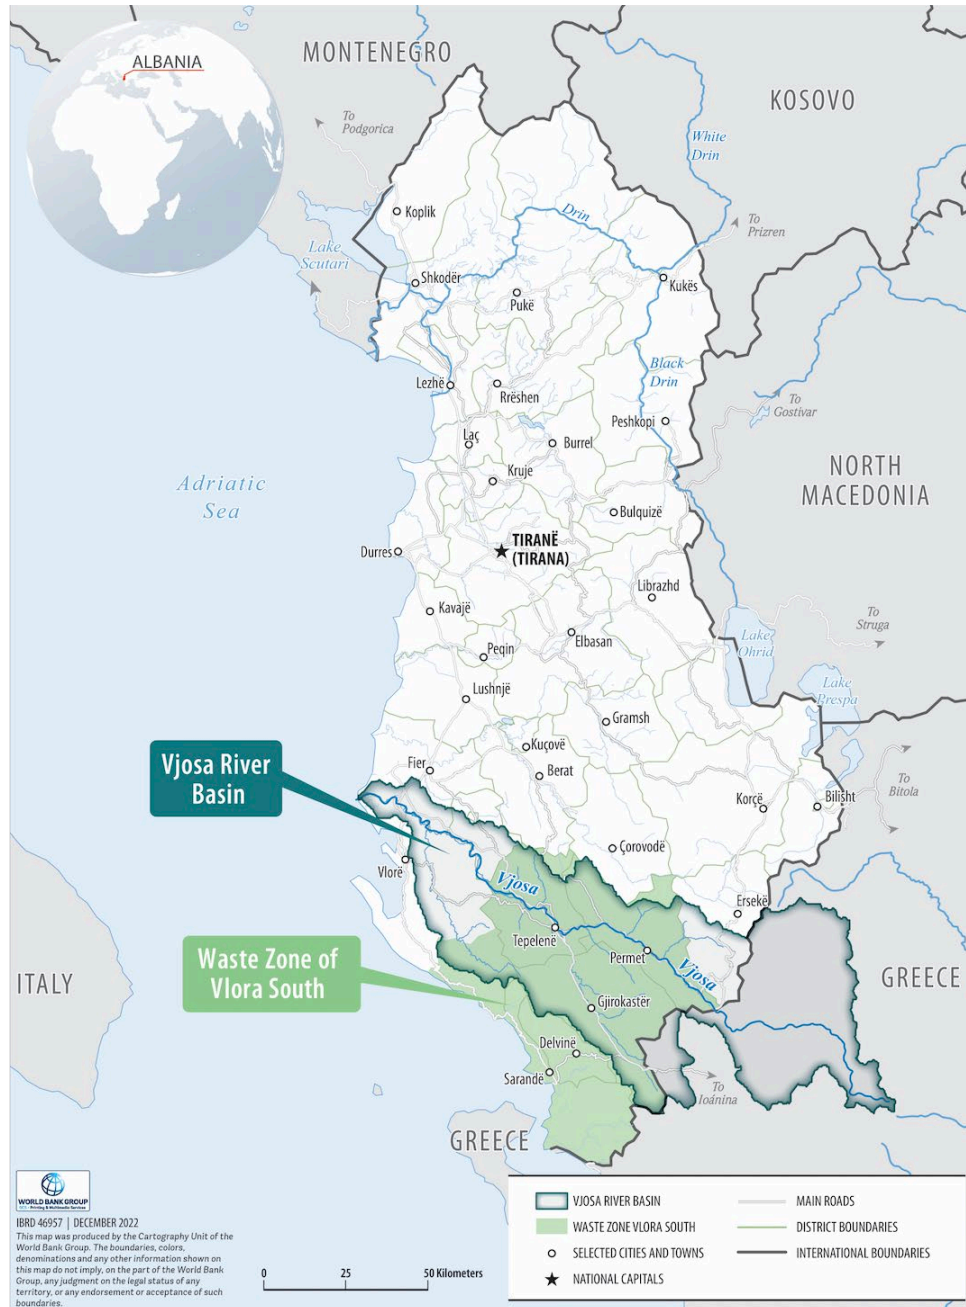 ALBANIA
MONTENEGRO
KOSOVO
To
Podgorica
White
Drin
Koplik
Drin
To
Prizren
Lake
Scutari
Shkodër
Kukës
Pukë
Black
Drin
Lezhë
Rrëshen
To
Gostivar
Peshkopi
Laç
Burrel
Kruje
NORTH
MACEDONIA
Adriatic
Sea
Bulquizë
TIRANË
(TIRANA)
Durres
Librazhd
Kavajë
To
Struga
Elbasan
Lake
Ohrid
Peqin
Lake
Prespa
Lushnjë
Gramsh
Kuçovë
Vjosa River
Basin
Fier
Berat
To
Bitola
Korçë
Bilisht
Çorovodë
Vlorë
Vjosa
Ersekë
Tepelenë
Waste Zone of
Vlora South
Permet
Vjosa
ITALY
GREECE
Gjirokastër
Delvinë
Sarandë
To
Ioánina
GREECE
WORLD BANK GROUP
GCS – Printing & Multimedia Services
IBRD 46957 | DECEMBER 2022
This map was produced by the Cartography Unit of the
World Bank Group. The boundaries, colors,
denominations and any other information shown on
this map do not imply, on the part of the World Bank
Group, any judgment on the legal status of any
territory, or any endorsement or acceptance of such
boundaries.
0 25 50 Kilometers
VJOSA RIVER BASIN
WASTE ZONE VLORA SOUTH
SELECTED CITIES AND TOWNS
NATIONAL CAPITALS
MAIN ROADS
DISTRICT BOUNDARIES
INTERNATIONAL BOUNDARIES